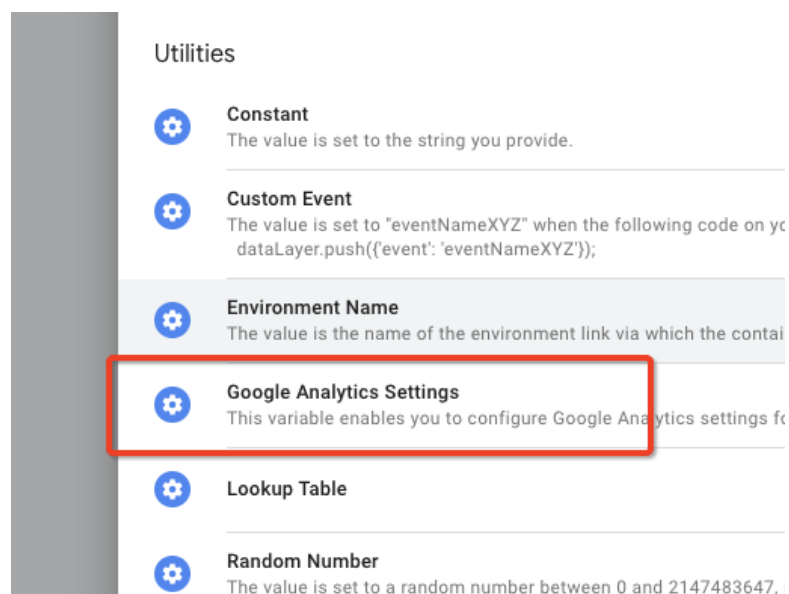 Utilities
Constant
The value is set to the string you provide.
Custom Event
The value is set to "eventNameXYZ" when the following code on yo
dataLayer.push({'event': 'eventNameXYZ'});
Environment Name
The value is the name of the environment link via which the contai
Google Analytics Settings
This variable enables you to configure Google Analytics settings fo
Lookup Table
Random Number
The value is set to a random number between 0 and 2147483647,